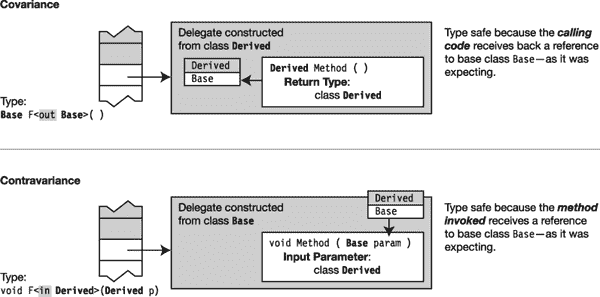 Covariance
Delegate constructed
from class Derived
Derived
Base
Derived Method ( )
Return Type:
class Derived
Type safe because the calling
code receives back a reference
to base class Base—as it was
expecting.
Type:
Base F<out Base>( )
Contravariance
Delegate constructed
from class Base
Derived
Base
void Method ( Base param )
Input Parameter:
class Derived
Type safe because the method
invoked receives a reference
to base class Base—as it was
expecting.
Type:
void F<in Derived>(Derived p)